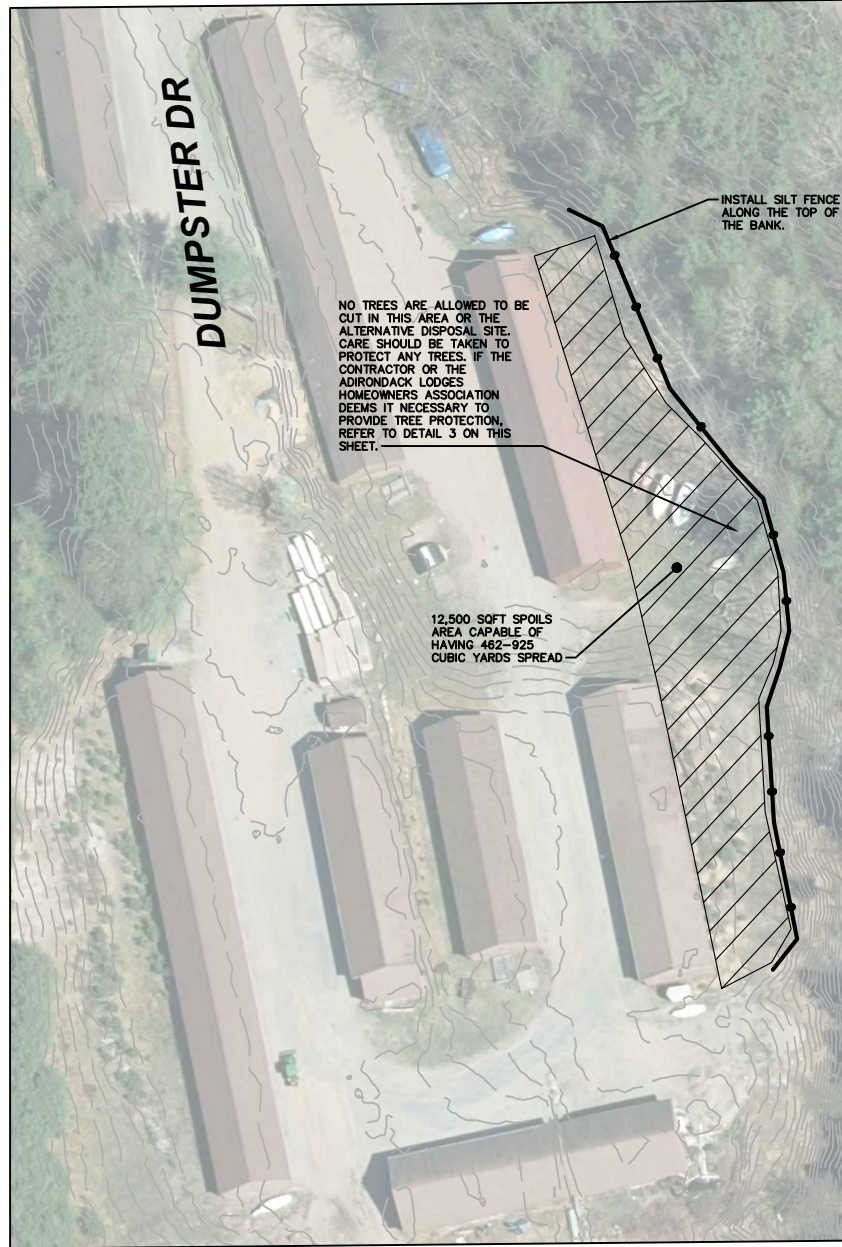 DUMPSTER DR
INSTALL SILT FENCE
ALONG THE TOP OF
THE BANK.
NO TREES ARE ALLOWED TO BE
CUT IN THIS AREA OR THE
ALTERNATIVE DISPOSAL SITE.
CARE SHOULD BE TAKEN TO
PROTECT ANY TREES. IF THE
CONTRACTOR OR THE
ADIRONDACK LODGES
HOMEOWNERS ASSOCIATION
DEEMS IT NECESSARY TO
PROVIDE TREE PROTECTION,
REFER TO DETAIL 3 ON THIS
SHEET.
12,500 SQFT SPOILS
AREA CAPABLE OF
HAVING 462-925
CUBIC YARDS SPREAD